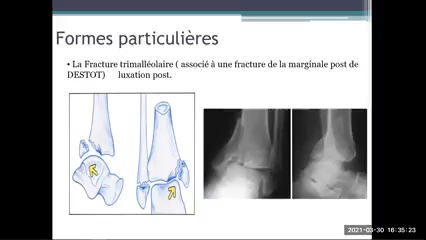 Formes particulières
• La Fracture trimalléolaire ( associé à une fracture de la marginale post de
DESTOT) luxation post.
2021-03-30 16:35:23